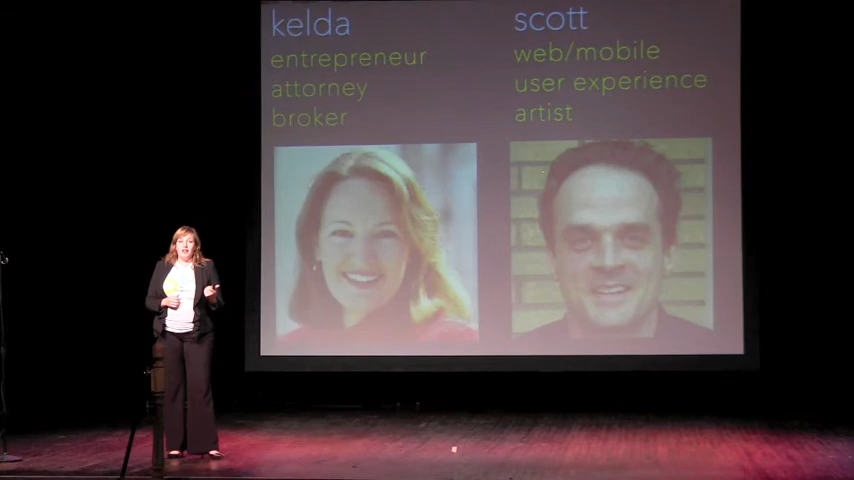 kelda
entrepreneur
attorney
broker
scott
web/mobile
user experience
artist